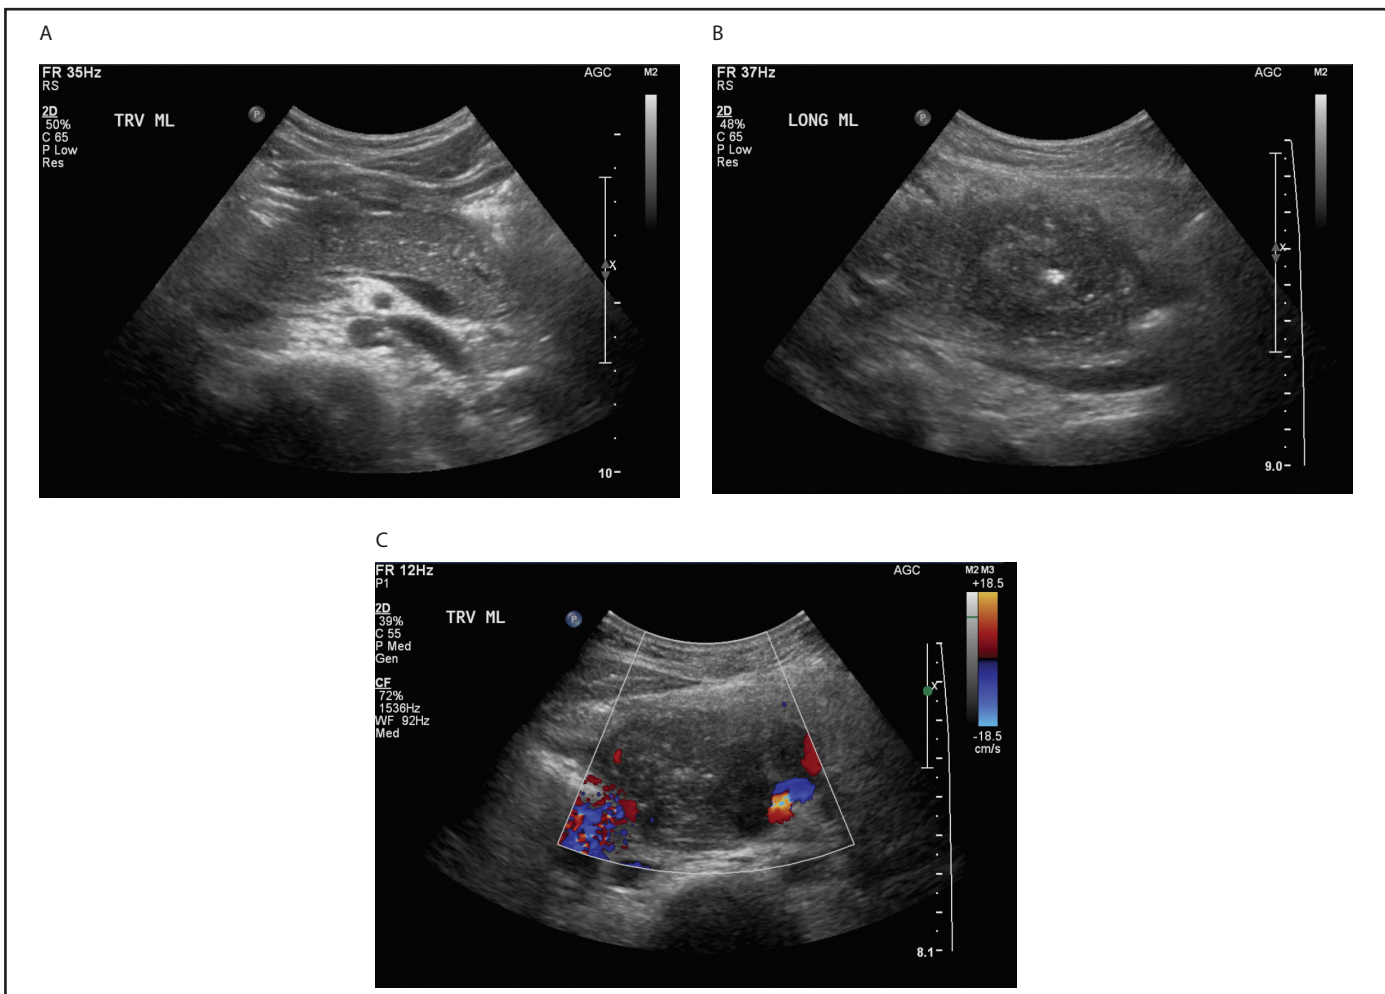 A
FR 35Hz
RS
2D
50%
C 65
P Low
Res
TRV ML
P
AGC
M2
X
10
B
FR 37Hz
RS
2D
48%
C 65
P Low
Res
LONG ML
P
AGC
M2
X
9.0
C
FR 12Hz
P1
2D
39%
C 55
P Med
Gen
CF
72%
1536Hz
WF 92Hz
Med
TRV ML
P
AGC
M2 M3
+18.5
X
-18.5
cm/s
8.1